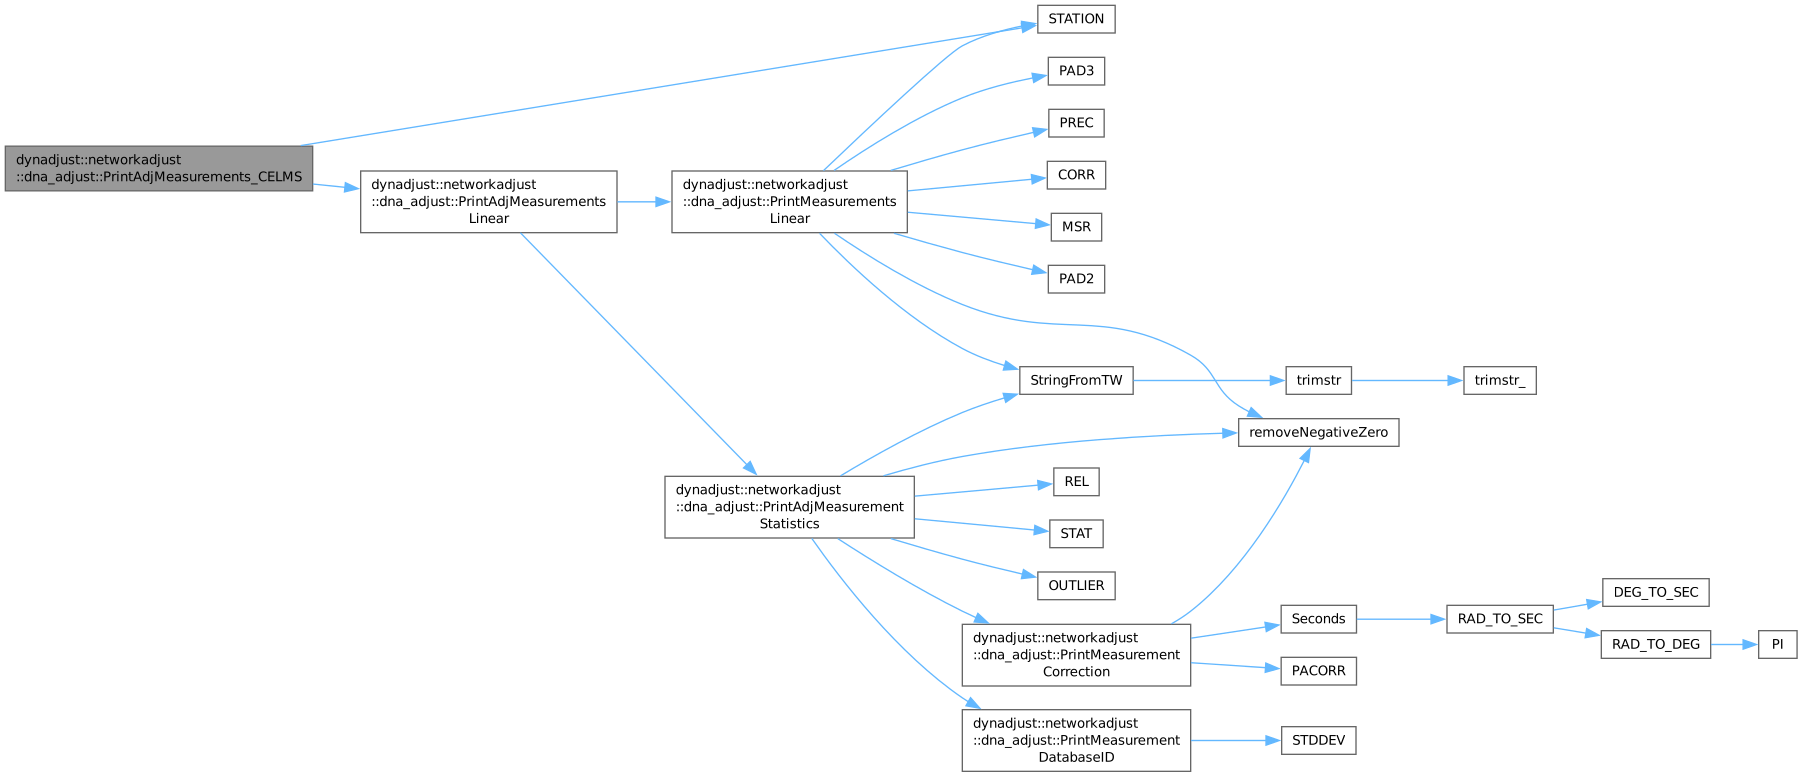 dynadjust::networkadjust
::dna_adjust::PrintAdjMeasurements_CELMS
dynadjust::networkadjust
::dna_adjust::PrintAdjMeasurements
Linear
dynadjust::networkadjust
::dna_adjust::PrintMeasurements
Linear
STATION
PAD3
PREC
CORR
MSR
PAD2
StringFromTW
trimstr
trimstr_
removeNegativeZero
dynadjust::networkadjust
::dna_adjust::PrintAdjMeasurement
Statistics
REL
STAT
OUTLIER
dynadjust::networkadjust
::dna_adjust::PrintMeasurement
Correction
Seconds
RAD_TO_SEC
DEG_TO_SEC
RAD_TO_DEG
PI
PACORR
dynadjust::networkadjust
::dna_adjust::PrintMeasurement
DatabaseID
STDDEV